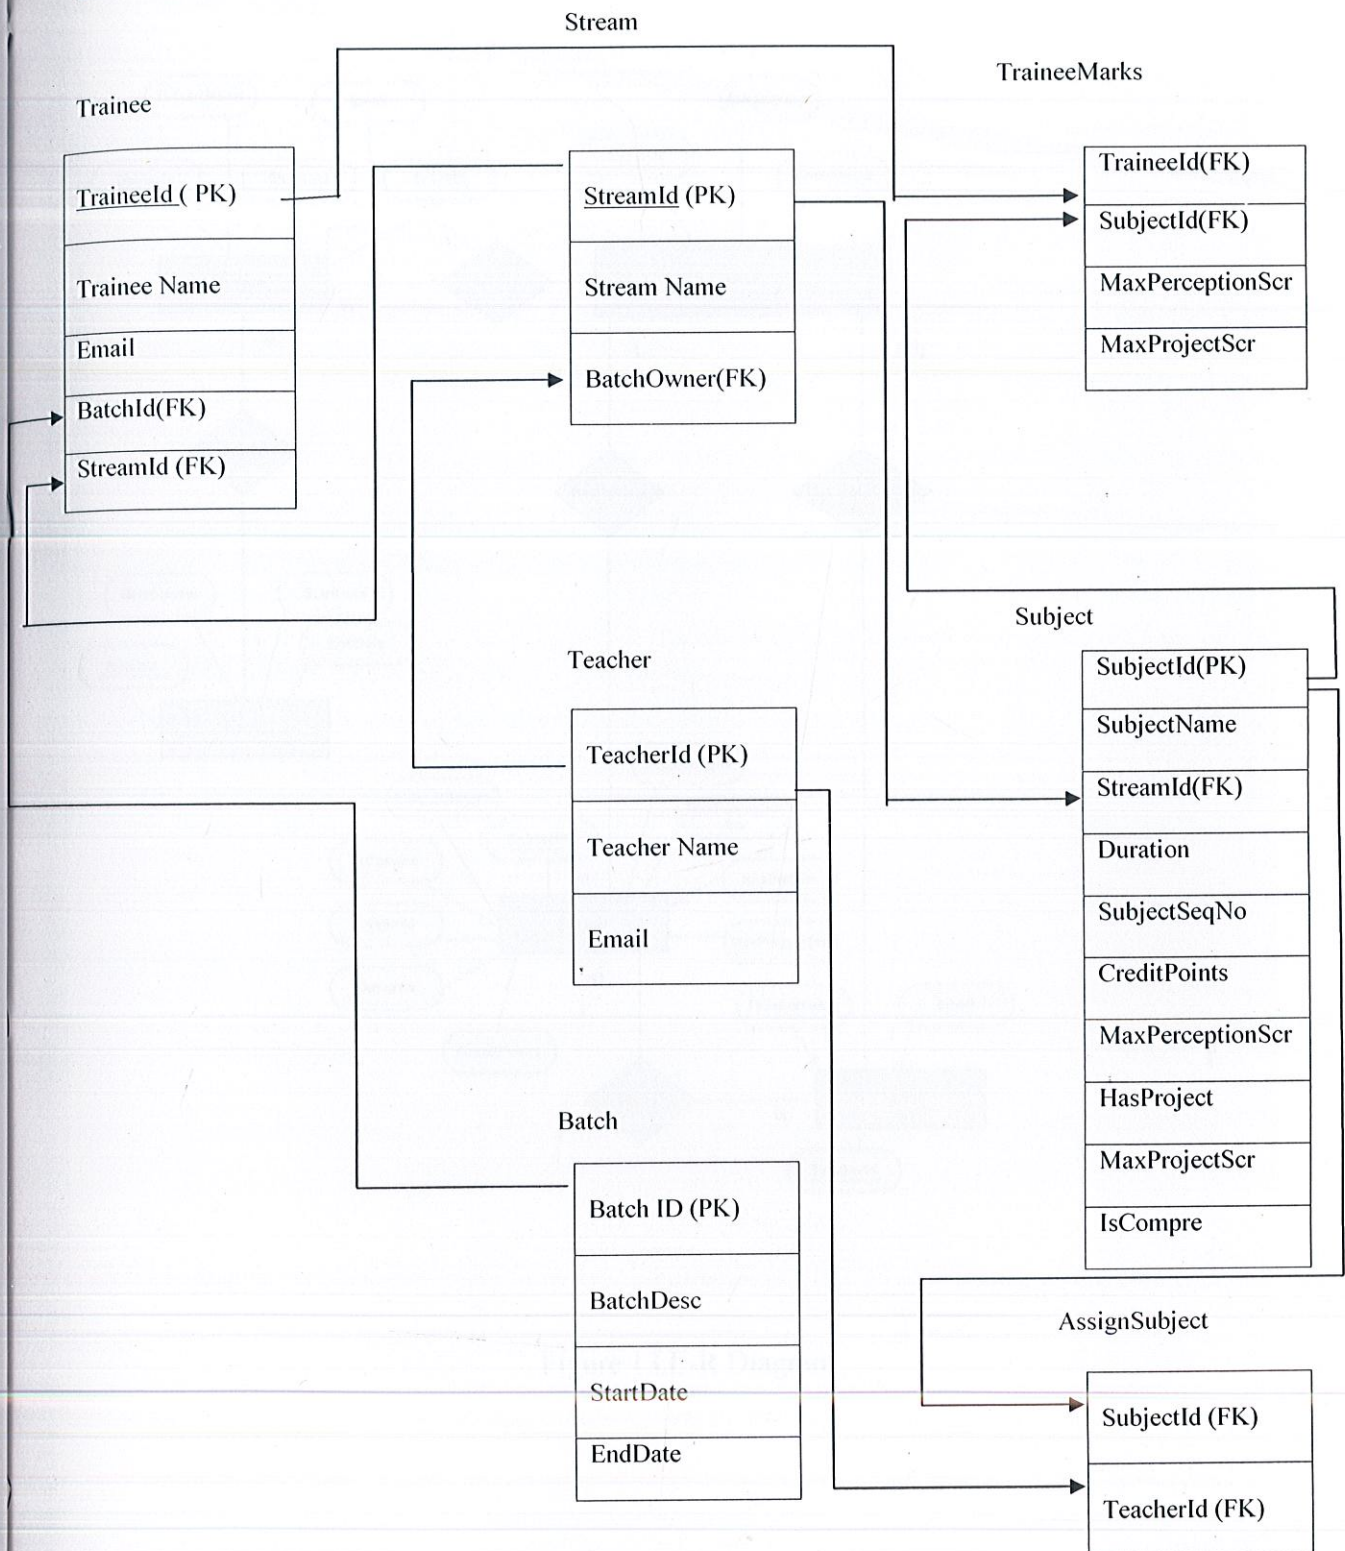 Stream
TraineeMarks
Trainee
TraineeId ( PK)
Trainee Name
Email
BatchId(FK)
StreamId (FK)
StreamId (PK)
Stream Name
BatchOwner(FK)
TraineeId(FK)
SubjectId(FK)
MaxPerceptionScr
MaxProjectScr
Teacher
TeacherId (PK)
Teacher Name
Email
Subject
SubjectId(PK)
SubjectName
StreamId(FK)
Duration
SubjectSeqNo
CreditPoints
MaxPerceptionScr
HasProject
MaxProjectScr
IsCompre
Batch
Batch ID (PK)
BatchDesc
StartDate
EndDate
AssignSubject
SubjectId (FK)
TeacherId (FK)